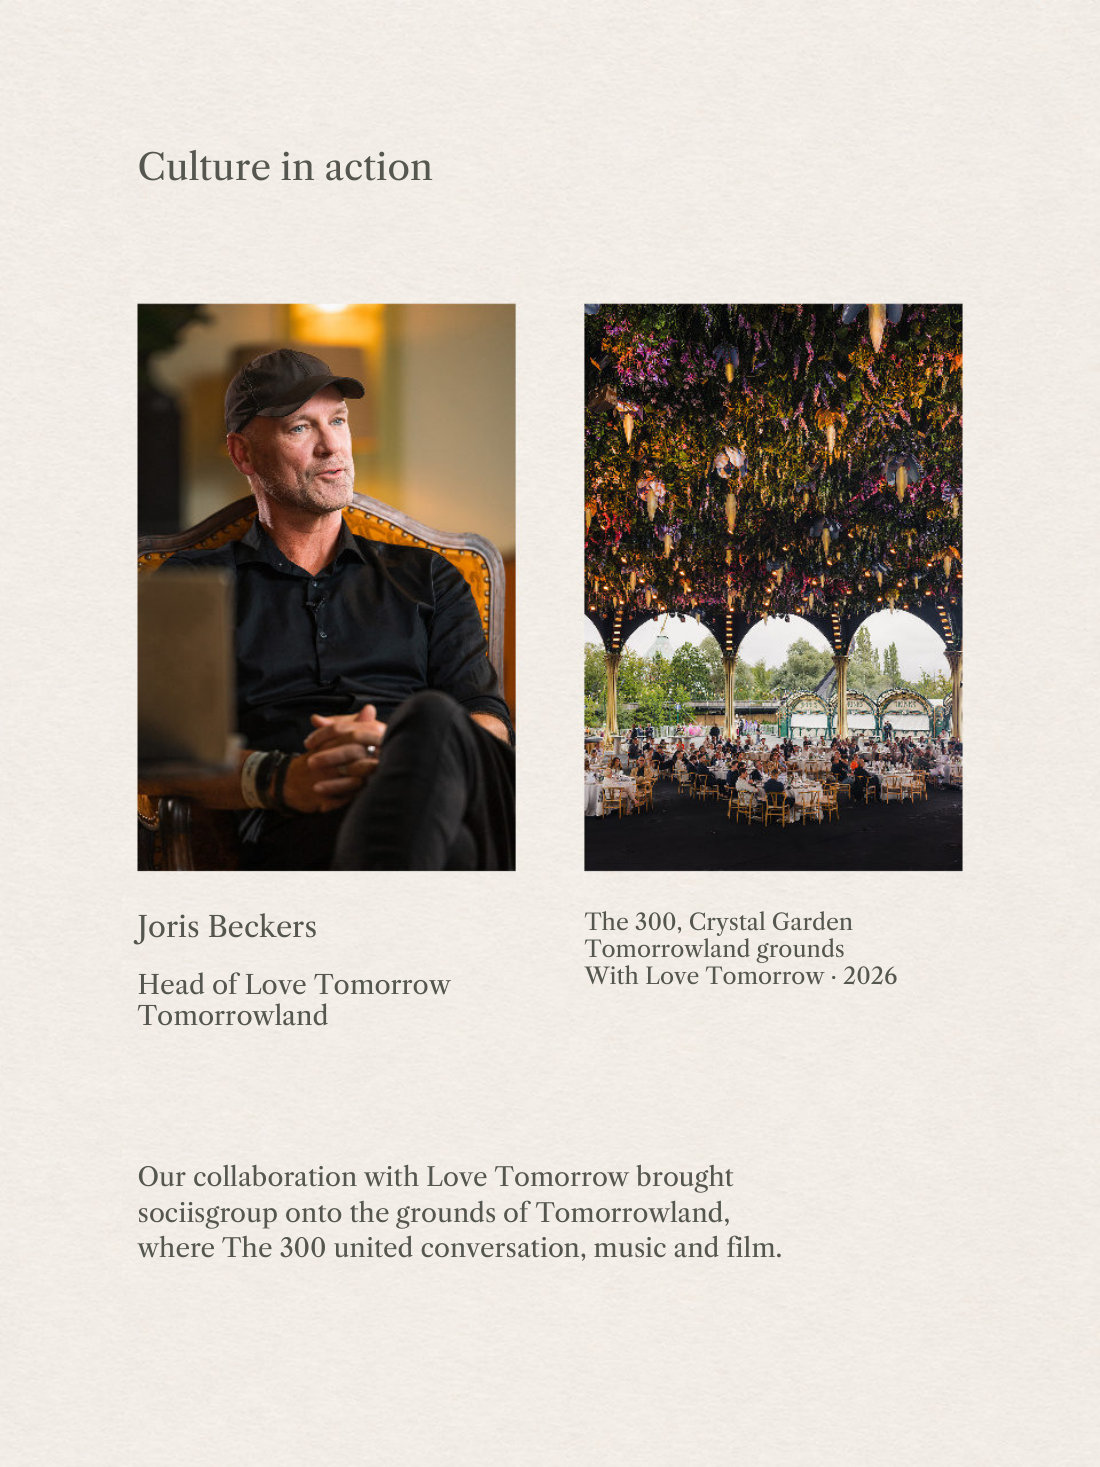 Culture in action
Joris Beckers
Head of Love Tomorrow
Tomorrowland
The 300, Crystal Garden
Tomorrowland grounds
With Love Tomorrow · 2026
Our collaboration with Love Tomorrow brought
sociisgroup onto the grounds of Tomorrowland,
where The 300 united conversation, music and film.